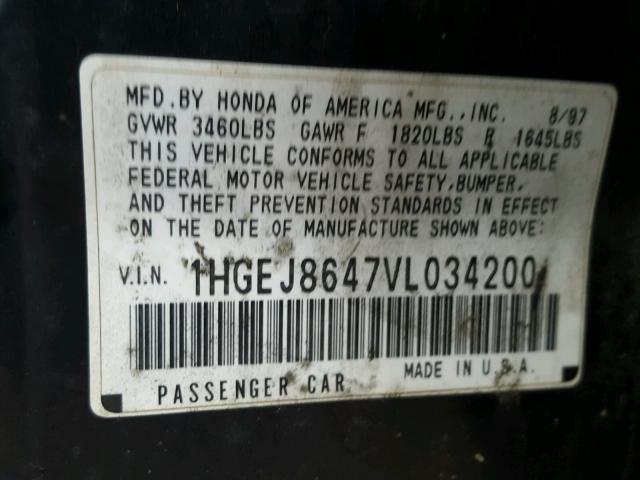 MFD.BY HONDA OF AMERICA MFG.,INC. 8/97
GVWR 3460LBS GAWR F 1820LBS R 1645LBS
THIS VEHICLE CONFORMS TO ALL APPLICABLE
FEDERAL MOTOR VEHICLE SAFETY,BUMPER,
AND THEFT PREVENTION STANDARDS IN EFFECT
ON THE DATE OF MANUFACTURE SHOWN ABOVE:
V.I.N. 1HGEJ8647VL034200
PASSENGER CAR MADE IN U.S.A.